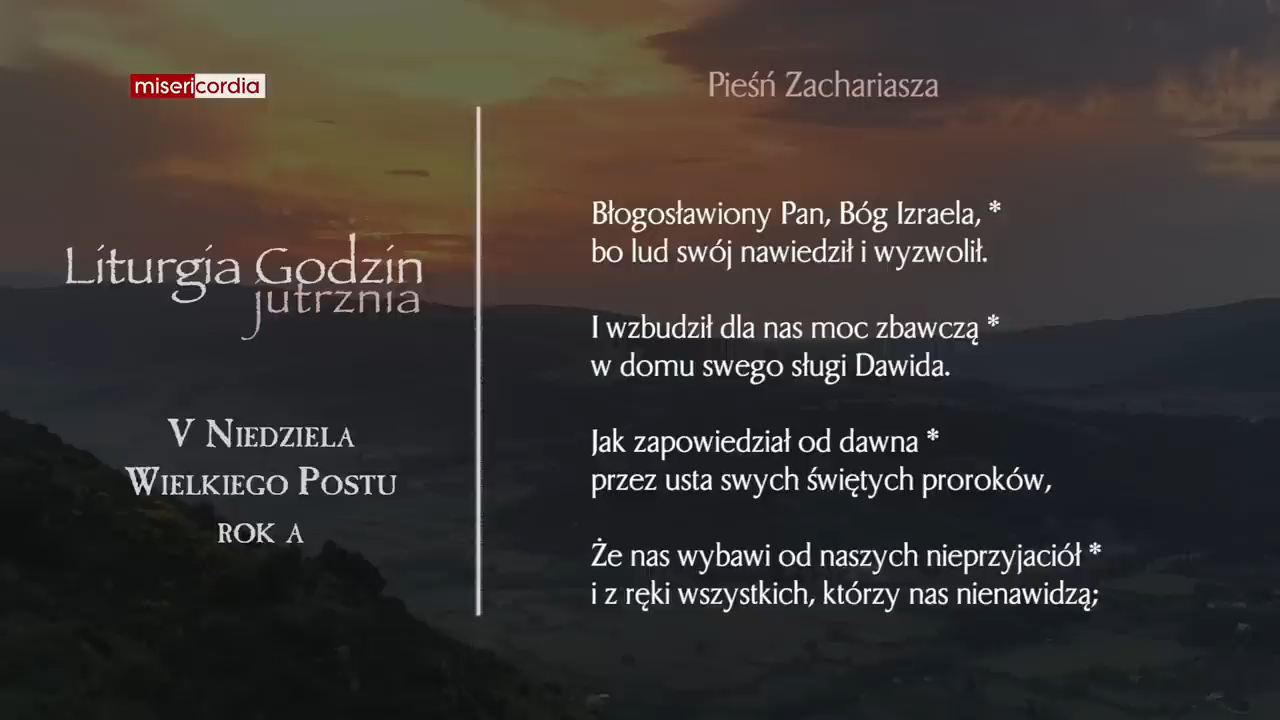 misericordia
Liturgia Godzin
jutrznia
V Niedziela
Wielkiego Postu
rok A
Pieśń Zachariasza
Błogosławiony Pan, Bóg Izraela, *
bo lud swój nawiedził i wyzwolił.
I wzbudził dla nas moc zbawczą *
w domu swego sługi Dawida.
Jak zapowiedział od dawna *
przez usta swych świętych proroków,
Że nas wybawi od naszych nieprzyjaciół *
i z ręki wszystkich, którzy nas nienawidzą;